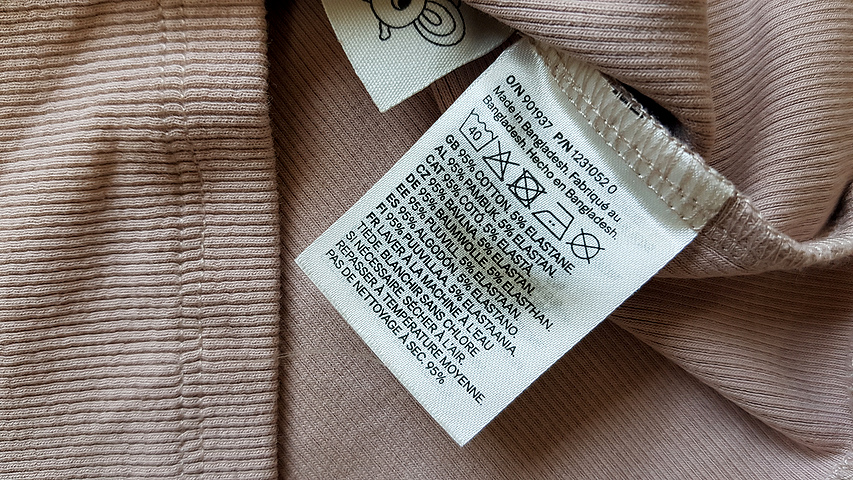 O/N 901937 P/N 1231052.0
Made in Bangladesh. Fabriqué au
Bangladesh. Hecho en Bangladesh.
40
GB 95% COTTON, 5% ELASTANE.
AL 95% PAMBUK, 5% ELASTAN.
CAT 95% COTÓ, 5% ELASTÀ.
CZ 95% BAVLNA, 5% ELASTAN.
DE 95% BAUMWOLLE, 5% ELASTHAN.
EE 95% PUUVILL, 5% ELASTAAN.
ES 95% ALGODON, 5% ELASTANO
FI 95% PUUVILLAA, 5% ELASTAANIA.
FR LAVER À LA MACHINE À L'EAU
TIÈDE BLANCHIR SANS CHLORE
SI NÉCESSAIRE SÉCHER À L'AIR.
REPASSER À TEMPÉRATURE MOYENNE.
PAS DE NETTOYAGE À SEC. 95%